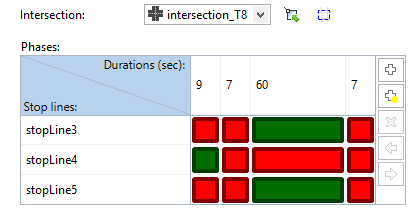 Intersection: intersection_T8
Phases:
Durations (sec): 9 7 60 7
Stop lines:
stopLine3
stopLine4
stopLine5